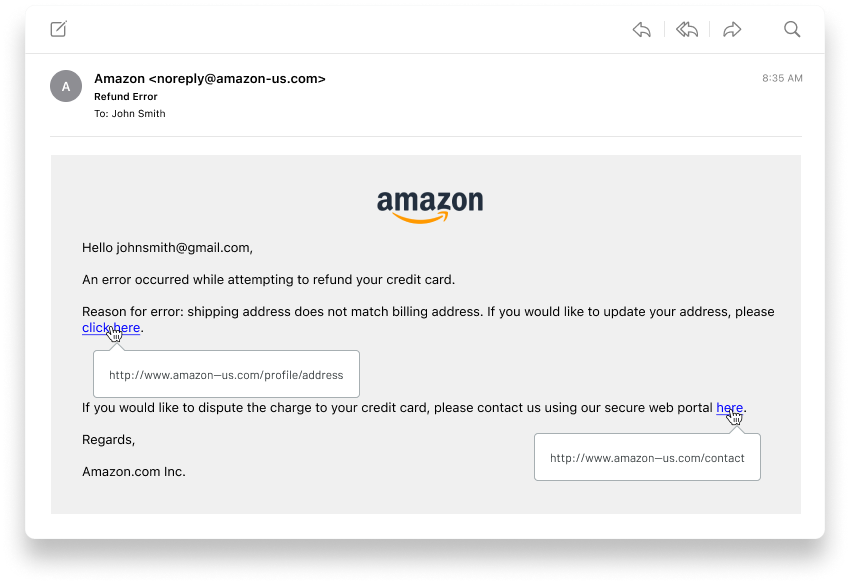 A
Amazon <noreply@amazon-us.com>
8:35 AM
Refund Error
To: John Smith
amazon
Hello johnsmith@gmail.com,
An error occurred while attempting to refund your credit card.
Reason for error: shipping address does not match billing address. If you would like to update your address, please
click here.
http://www.amazon—us.com/profile/address
If you would like to dispute the charge to your credit card, please contact us using our secure web portal here.
Regards,
http://www.amazon—us.com/contact
Amazon.com Inc.